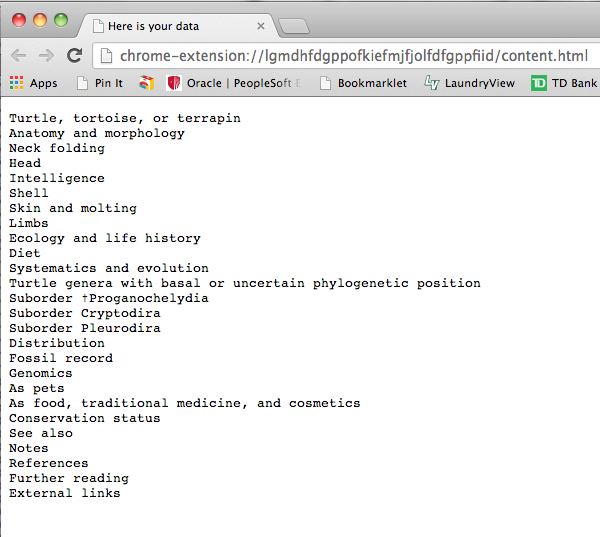 Here is your data
chrome-extension://lgmdhfdgppofkiefmjfjolfdfgppfiid/content.html
Apps Pin It Oracle | PeopleSoft E Bookmarklet LaundryView TD TD Bank
Turtle, tortoise, or terrapin
Anatomy and morphology
Neck folding
Head
Intelligence
Shell
Skin and molting
Limbs
Ecology and life history
Diet
Systematics and evolution
Turtle genera with basal or uncertain phylogenetic position
Suborder †Proganochelydia
Suborder Cryptodira
Suborder Pleurodira
Distribution
Fossil record
Genomics
As pets
As food, traditional medicine, and cosmetics
Conservation status
See also
Notes
References
Further reading
External links